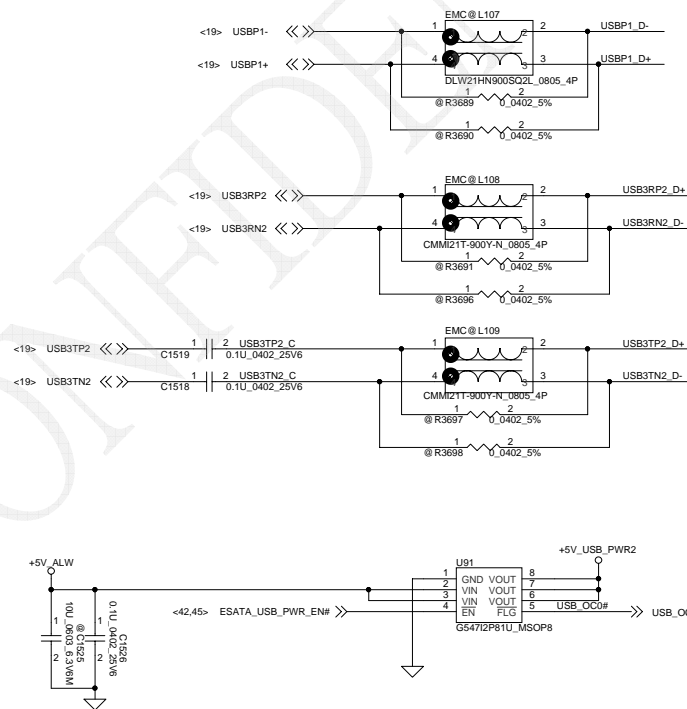 EMC@L107
<19> USBP1- 1 2 USBP1_D-
2
<19> USBP1+ 4 3 USBP1_D+
3
DLW21HN900SQ2L_0805_4P
1 2
@R3689 0_0402_5%
1 2
@R3690 0_0402_5%
EMC@L108
<19> USB3RP2 1 2 USB3RP2_D+
2
<19> USB3RN2 4 3 USB3RN2_D-
3
CMMI21T-900Y-N_0805_4P
1 2
@R3691 0_0402_5%
1 2
@R3696 0_0402_5%
EMC@L109
<19> USB3TP2 1 2 USB3TP2_C 1 2 USB3TP2_D+
C1519 0.1U_0402_25V6
2
<19> USB3TN2 1 2 USB3TN2_C 4 3 USB3TN2_D-
C1518 0.1U_0402_25V6
3
CMMI21T-900Y-N_0805_4P
1 2
@R3697 0_0402_5%
1 2
@R3698 0_0402_5%
+5V_ALW
+5V_USB_PWR2
U91
1 GND VOUT 8
2 VIN VOUT 7
3 VIN VOUT 6
<42,45> ESATA_USB_PWR_EN# 4 EN FLG 5 USB_OC0# USB_OC
G547I2P81U_MSOP8
1
2
10U_0603_6.3V6M
@C1525
1
2
0.1U_0402_25V6
C1526
CONFIDE